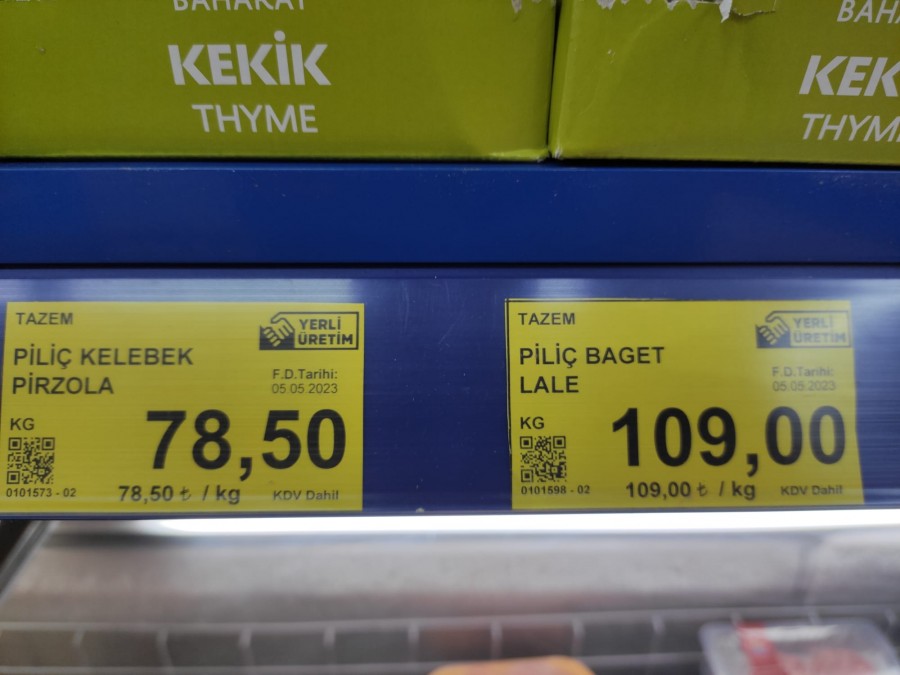 BAHARAT
KEKİK
THYME
KEK
THYM
TAZEM
YERLİ
ÜRETİM
PİLİÇ KELEBEK
PİRZOLA
F.D.Tarihi:
05.05.2023
KG
78,50
0101573 - 02
78,50 ₺ / kg
KDV Dahil
TAZEM
YERLİ
ÜRETİM
PİLİÇ BAGET
LALE
F.D.Tarihi:
05.05.2023
KG
109,00
0101598 - 02
109,00 ₺ / kg
KDV Dahil